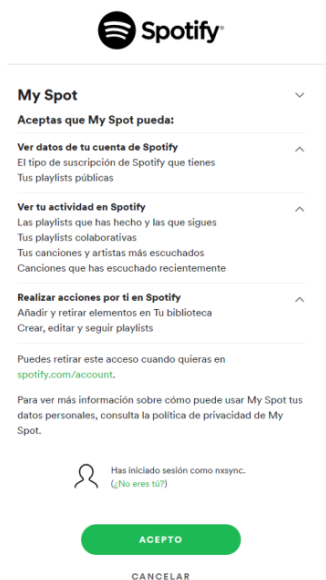 Spotify®
My Spot
Aceptas que My Spot pueda:
Ver datos de tu cuenta de Spotify
El tipo de suscripción de Spotify que tienes
Tus playlists públicas
Ver tu actividad en Spotify
Las playlists que has hecho y las que sigues
Tus playlists colaborativas
Tus canciones y artistas más escuchados
Canciones que has escuchado recientemente
Realizar acciones por ti en Spotify
Añadir y retirar elementos en Tu biblioteca
Crear, editar y seguir playlists
Puedes retirar este acceso cuando quieras en
spotify.com/account.
Para ver más información sobre cómo puede usar My Spot tus
datos personales, consulta la política de privacidad de My
Spot.
Has iniciado sesión como nxsync.
(¿No eres tú?)
ACEPTO
CANCELAR